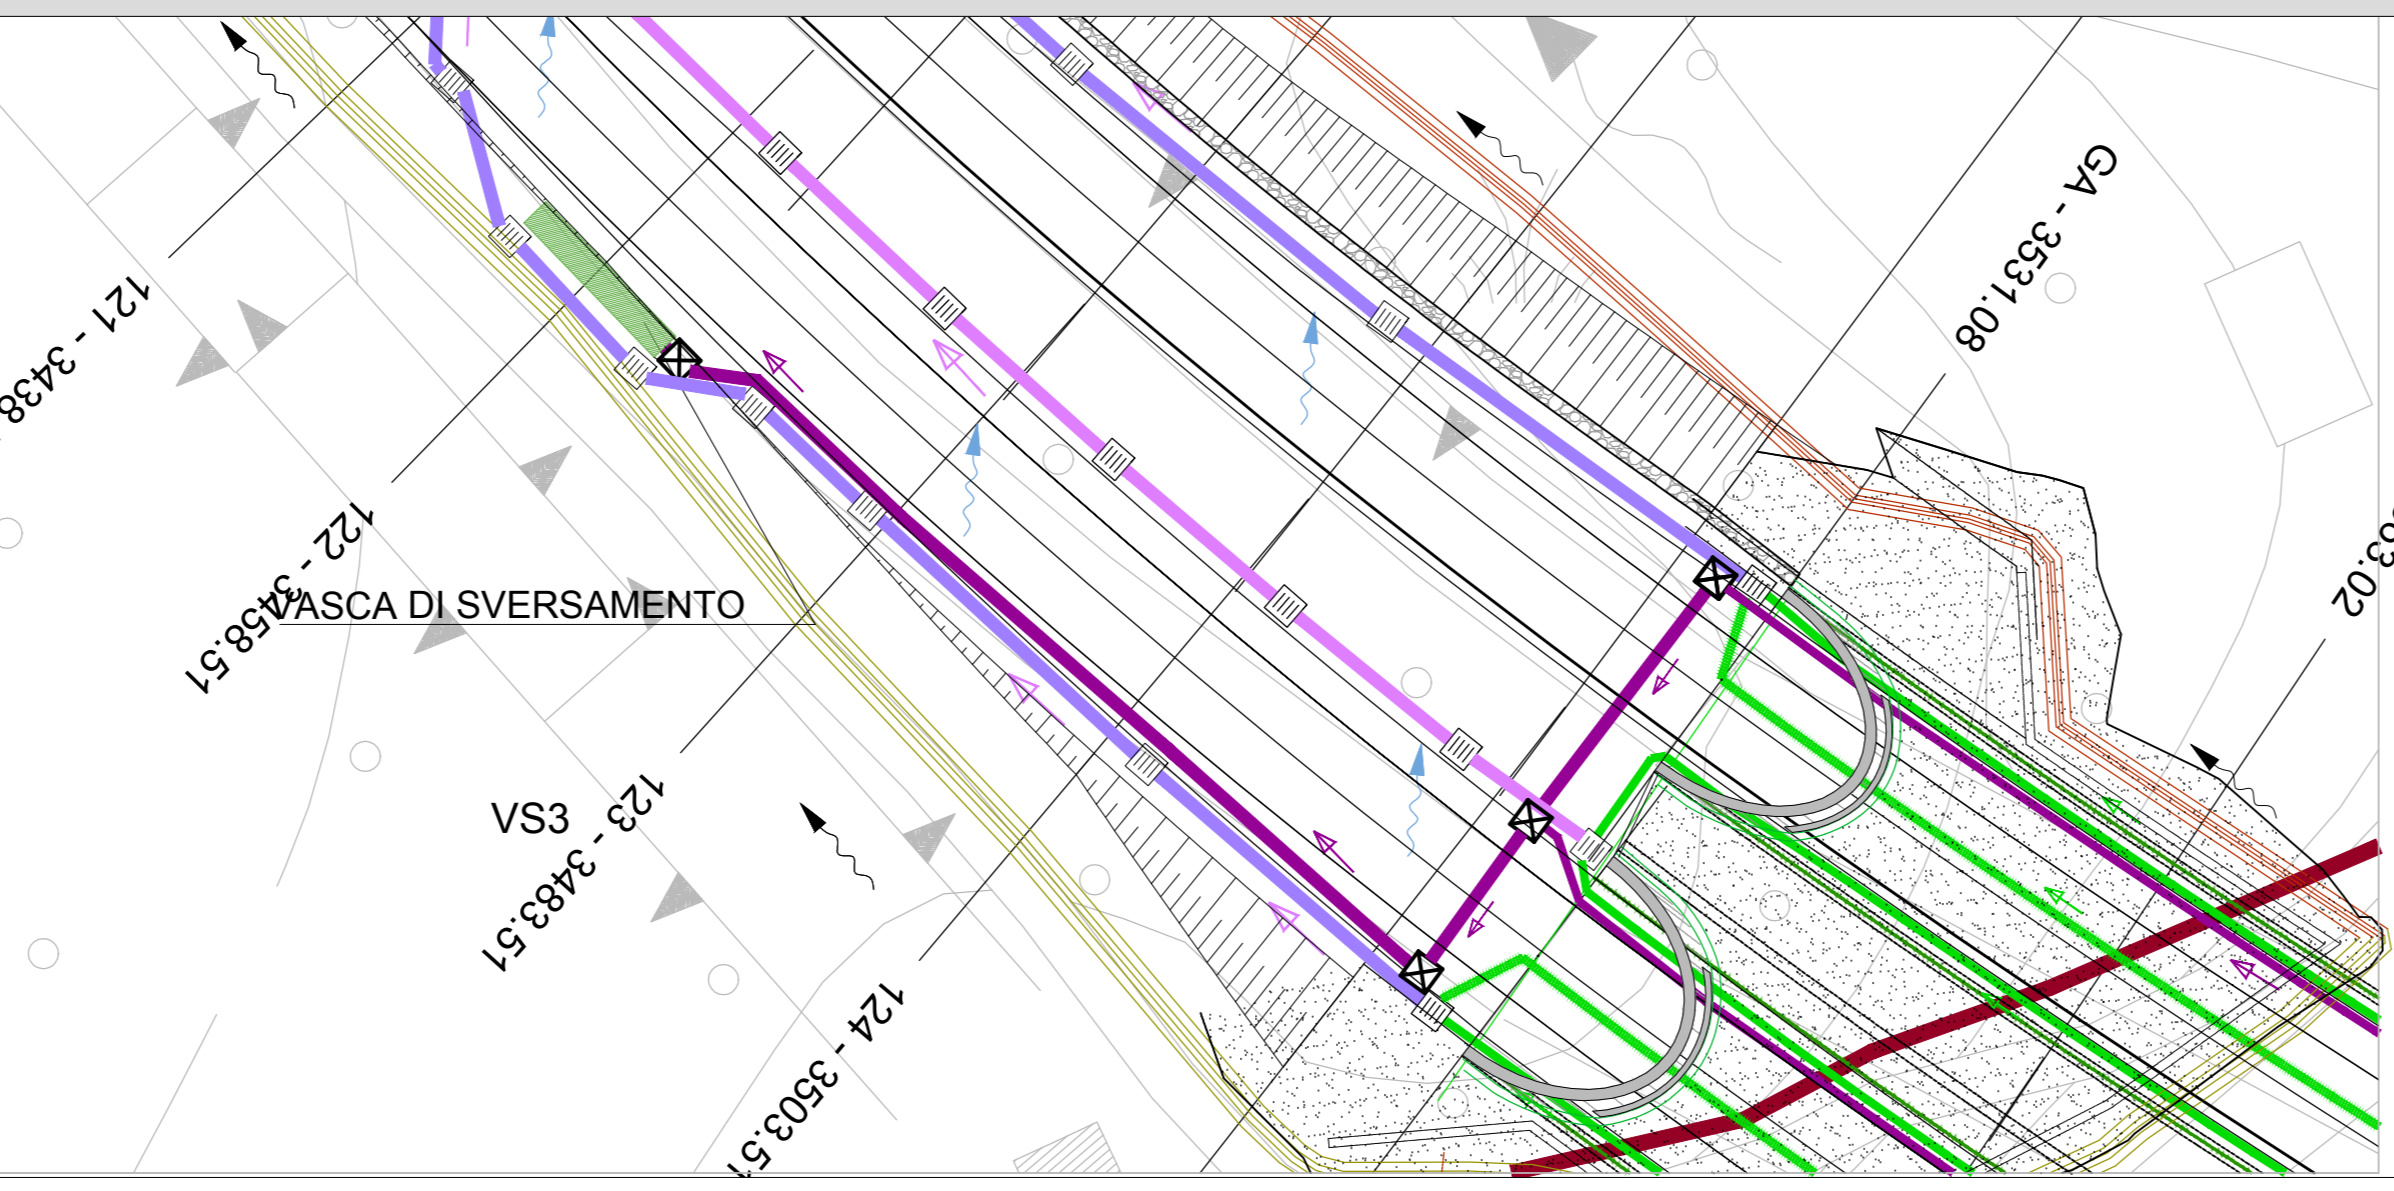 GA - 3531.08
121 - 3438
122 - 3458.51
VASCA DI SVERSAMENTO
VS3
123 - 3483.51
124 - 3503.51
3.02